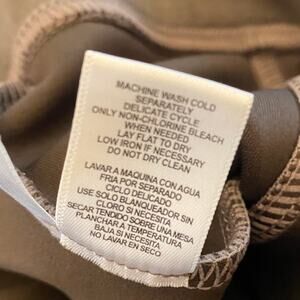 MACHINE WASH COLD
SEPARATELY
DELICATE CYCLE
ONLY NON-CHLORINE BLEACH
WHEN NEEDED
LAY FLAT TO DRY
LOW IRON IF NECESSARY
DO NOT DRY CLEAN
LAVAR A MAQUINA CON AGUA
FRIA POR SEPARADO
CICLO DELICADO
USE SOLO BLANQUEADOR SIN
CLORO SI ES NECESARIO
SECAR TENDIDO SOBRE UNA MESA
PLANCHAR A TEMPERATURA
BAJA SI NECESITA
NO LAVAR EN SECO